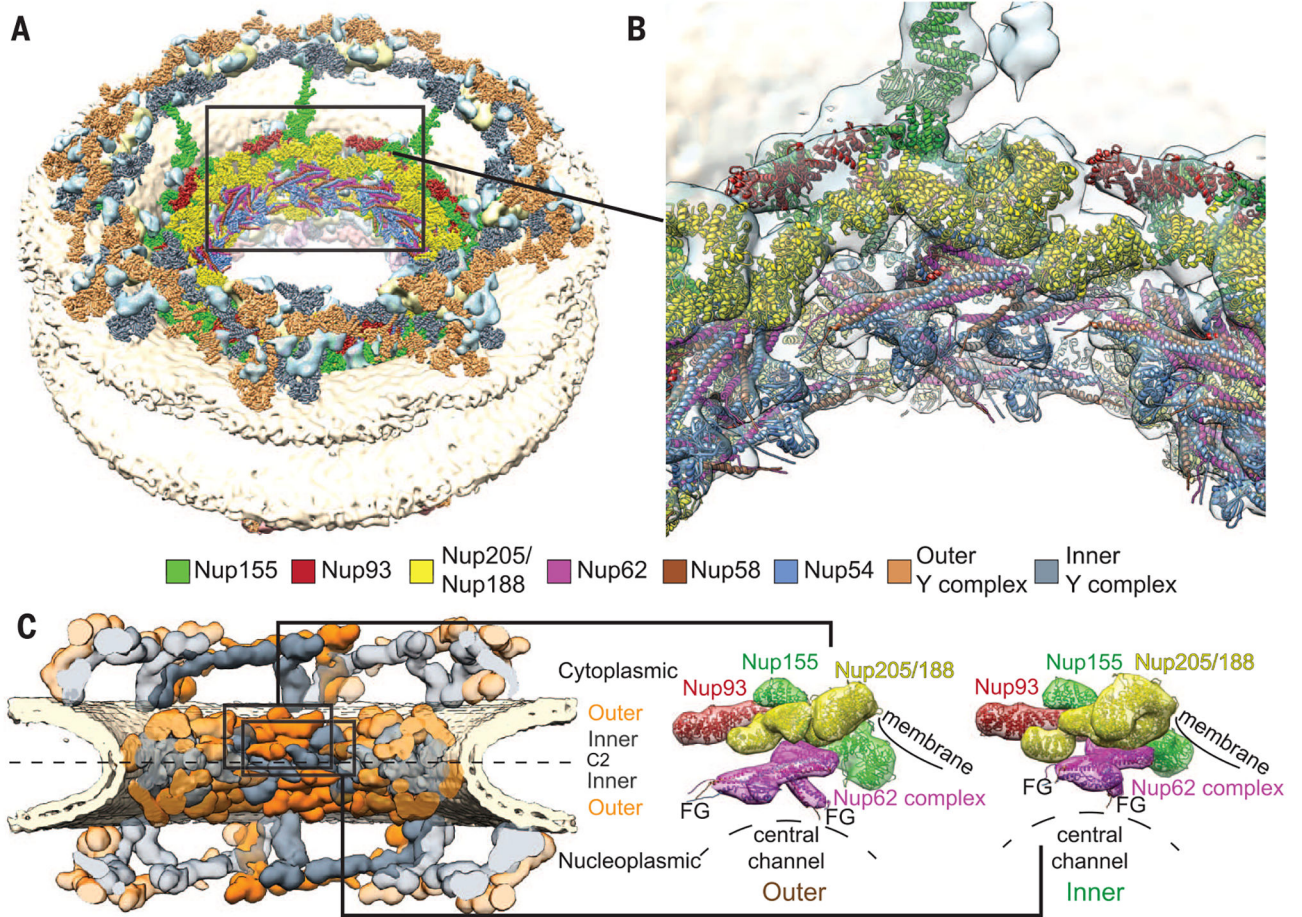 A
B
Nup155
Nup93
Nup205/
Nup188
Nup62
Nup58
Nup54
Outer
Y complex
Inner
Y complex
C
Cytoplasmic
Outer
Inner
C2
Inner
Outer
Nucleoplasmic
Nup155
Nup205/188
Nup93
membrane
FG
FG
Nup62 complex
central
channel
Outer
Nup155
Nup205/188
Nup93
membrane
FG
FG
Nup62 complex
central
channel
Inner